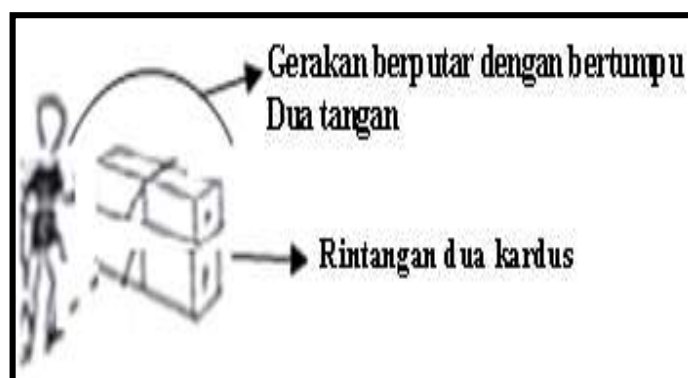 Gerakan berputar dengan bertumpu
Dua tangan
Rintangan dua kardus